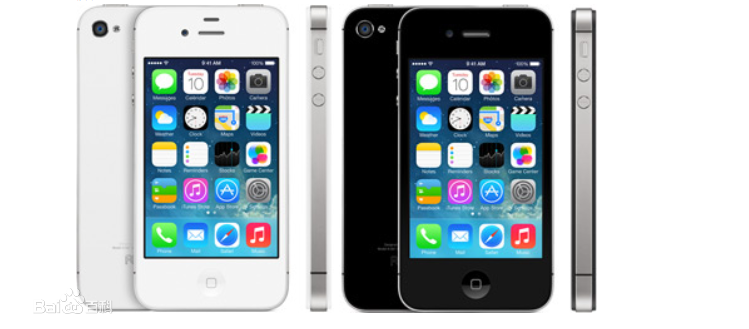 9:41 AM 100%
Tuesday
10
Messages Calendar Photos Camera
Weather Clock Maps Videos
Notes Reminders Stocks Game Center
Passbook iTunes Store App Store Settings
Phone Mail Safari Music
9:41 AM 100%
Tuesday
10
Messages Calendar Photos Camera
Weather Clock Maps Videos
Notes Reminders Stocks Game Center
Passbook iTunes Store App Store Settings
Phone Mail Safari Music
Bai 百科